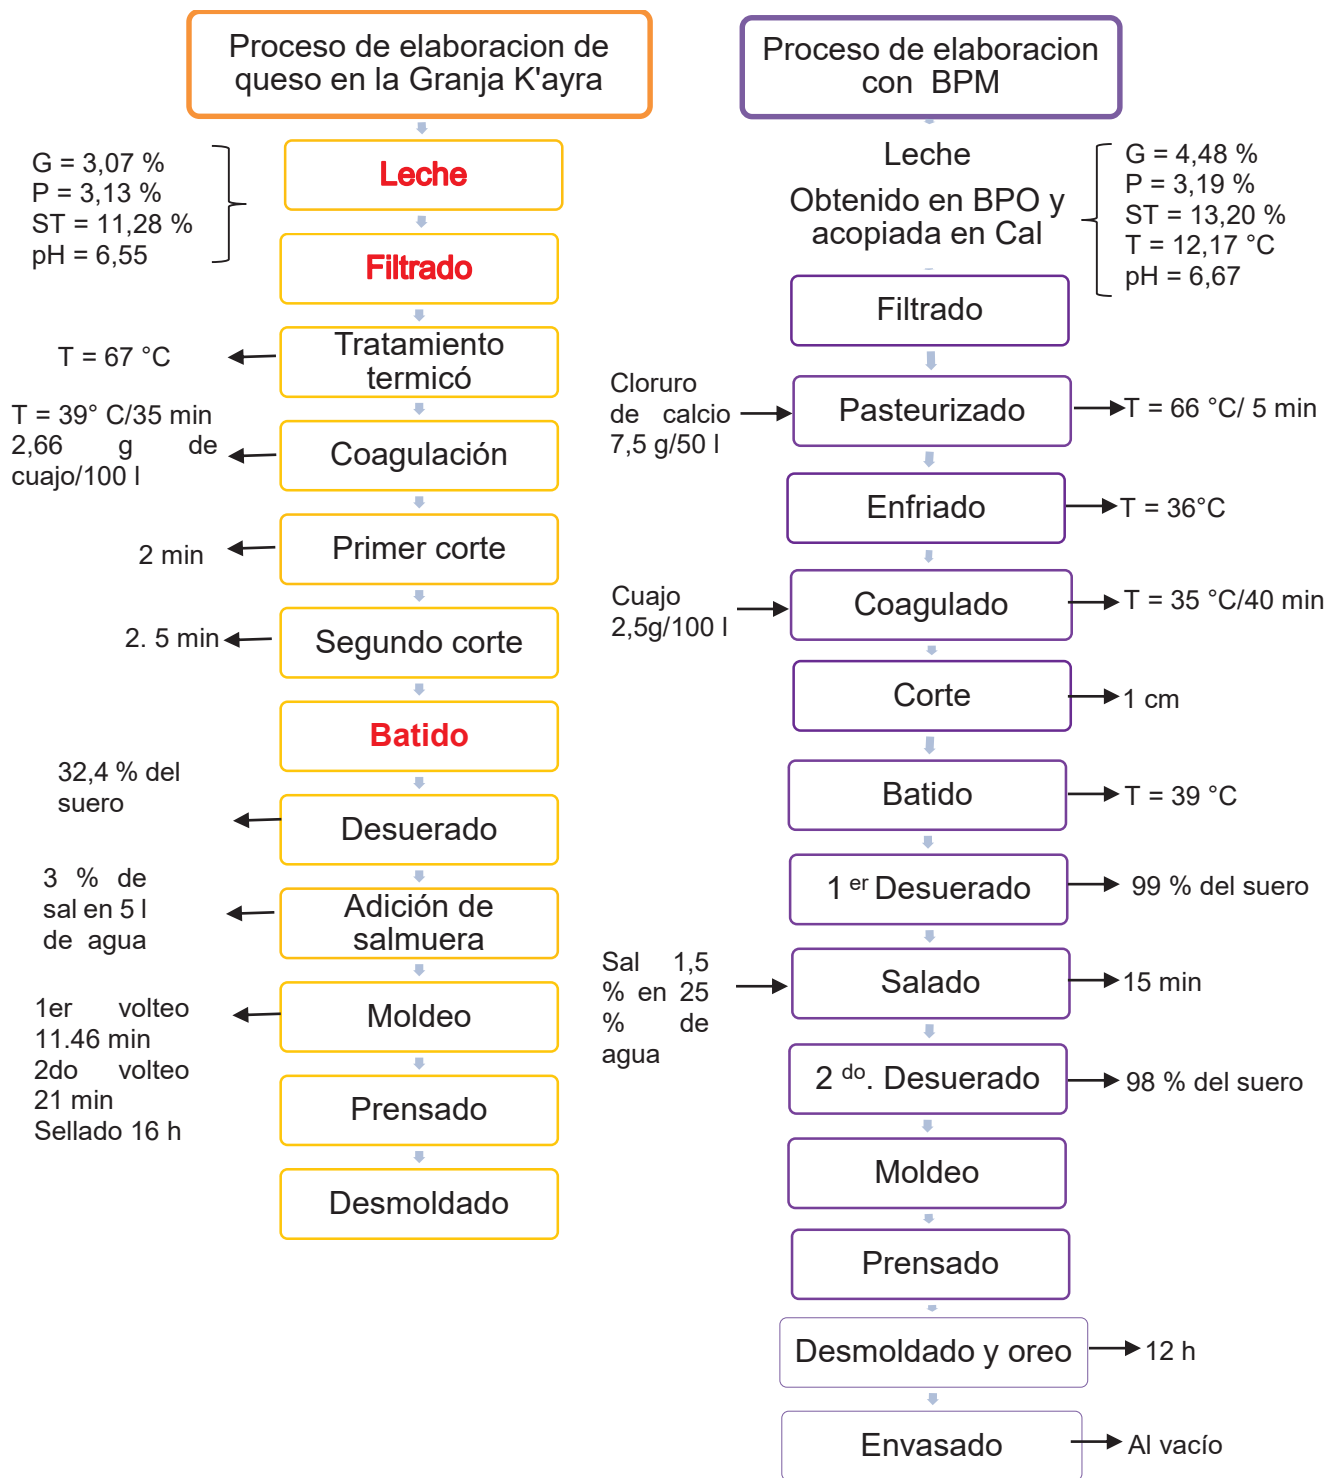 Proceso de elaboracion de
queso en la Granja K'ayra
G = 3,07 %
P = 3,13 %
ST = 11,28 %
pH = 6,55
Leche
Filtrado
T = 67 °C
Tratamiento
termicó
T = 39° C/35 min
2,66 g de
cuajo/100 l
Coagulación
2 min
Primer corte
2. 5 min
Segundo corte
Batido
32,4 % del
suero
Desuerado
3 % de
sal en 5 l
de agua
Adición de
salmuera
1er volteo
11.46 min
2do volteo
21 min
Sellado 16 h
Moldeo
Prensado
Desmoldado
Proceso de elaboracion
con BPM
Leche
Obtenido en BPO y
acopiada en Cal
G = 4,48 %
P = 3,19 %
ST = 13,20 %
T = 12,17 °C
pH = 6,67
Filtrado
Cloruro
de calcio
7,5 g/50 l
Pasteurizado
T = 66 °C/ 5 min
Enfriado
T = 36°C
Cuajo
2,5g/100 l
Coagulado
T = 35 °C/40 min
Corte
1 cm
Batido
T = 39 °C
1 er Desuerado
99 % del suero
Sal 1,5
% en 25
% de
agua
Salado
15 min
2 do. Desuerado
98 % del suero
Moldeo
Prensado
Desmoldado y oreo
12 h
Envasado
Al vacío